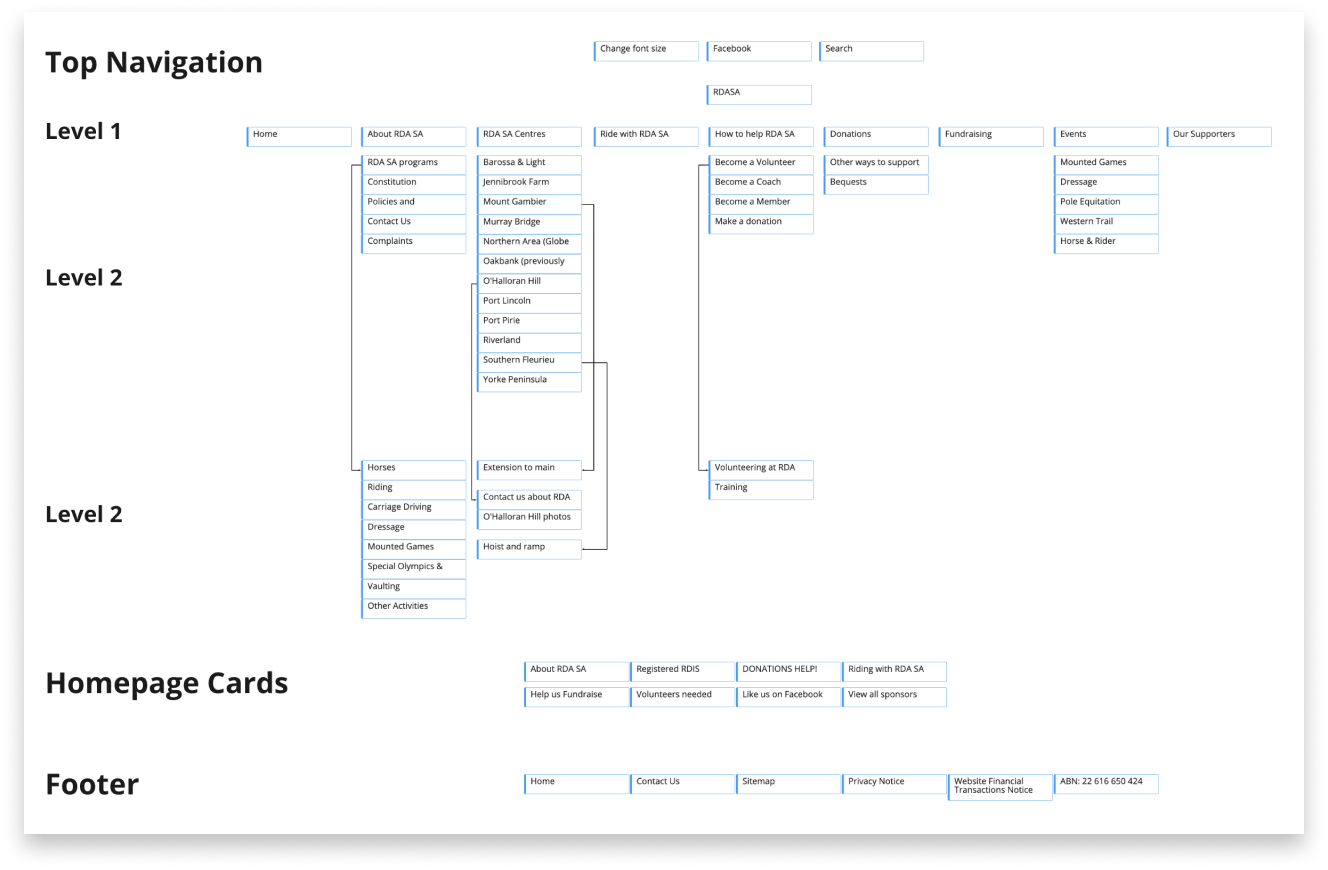 Top Navigation
Change font size
Facebook
Search
RDASA
Level 1
Home
About RDA SA
RDA SA Centres
Ride with RDA SA
How to help RDA SA
Donations
Fundraising
Events
Our Supporters
Level 2
RDA SA programs
Constitution
Policies and
Contact Us
Complaints
Barossa & Light
Jennibrook Farm
Mount Gambier
Murray Bridge
Northern Area (Globe
Oakbank (previously
O'Halloran Hill
Port Lincoln
Port Pirie
Riverland
Southern Fleurieu
Yorke Peninsula
Become a Volunteer
Become a Coach
Become a Member
Make a donation
Other ways to support
Bequests
Mounted Games
Dressage
Pole Equitation
Western Trail
Horse & Rider
Level 2
Horses
Riding
Carriage Driving
Dressage
Mounted Games
Special Olympics &
Vaulting
Other Activities
Extension to main
Contact us about RDA
O'Halloran Hill photos
Hoist and ramp
Volunteering at RDA
Training
Homepage Cards
About RDA SA
Registered RDIS
DONATIONS HELP!
Riding with RDA SA
Help us Fundraise
Volunteers needed
Like us on Facebook
View all sponsors
Footer
Home
Contact Us
Sitemap
Privacy Notice
Website Financial
Transactions Notice
ABN: 22 616 650 424